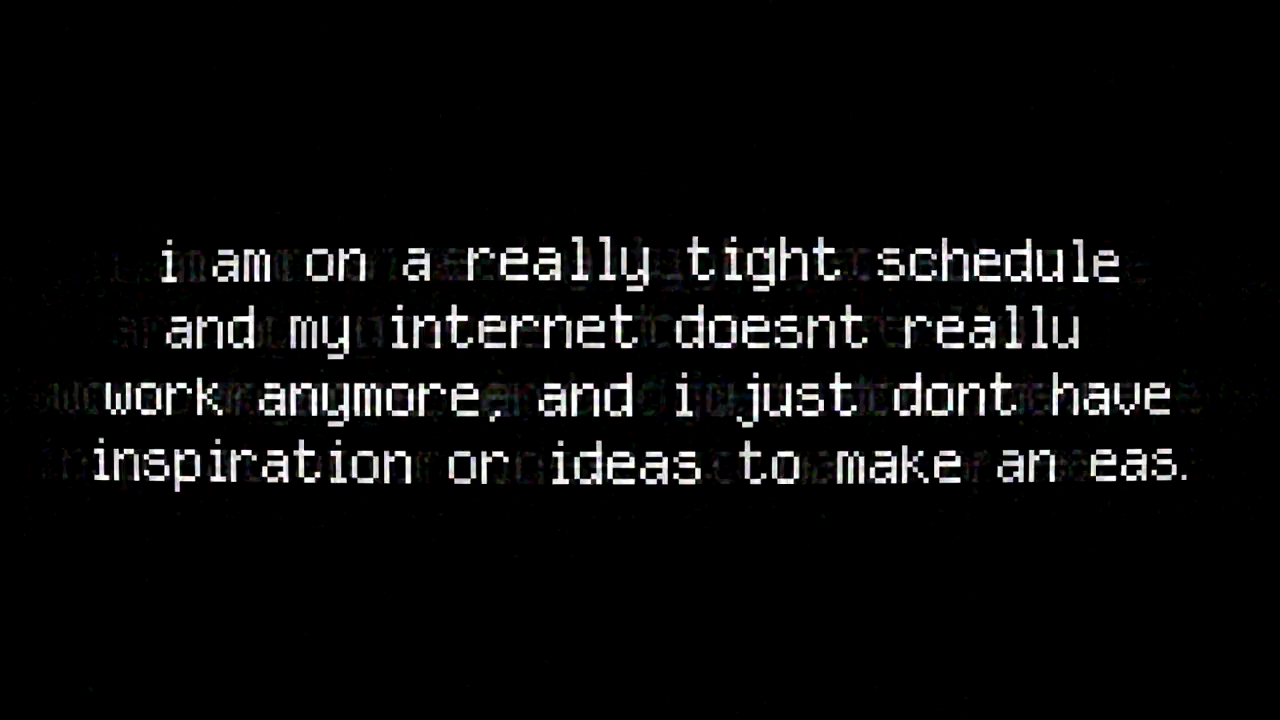 i am on a really tight schedule
and my internet doesnt reallu
work anymore, and i just dont have
inspiration or ideas to make an eas.